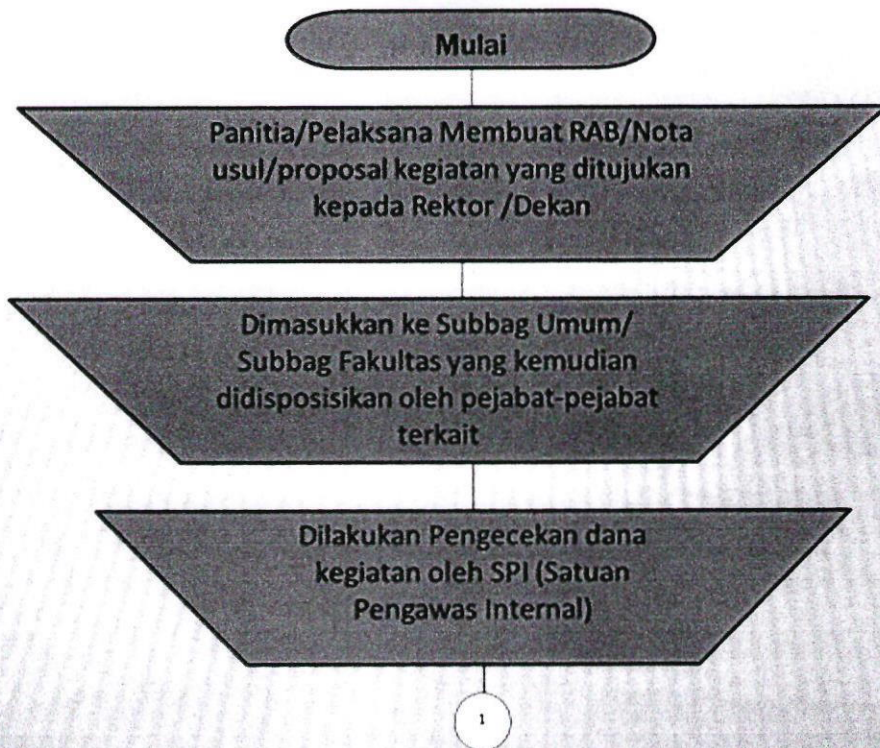 Mulai
Panitia/Pelaksana Membuat RAB/Nota
usul/proposal kegiatan yang ditujukan
kepada Rektor /Dekan
Dimasukkan ke Subbag Umum/
Subbag Fakultas yang kemudian
didisposisikan oleh pejabat-pejabat
terkait
Dilakukan Pengecekan dana
kegiatan oleh SPI (Satuan
Pengawas Internal)
1